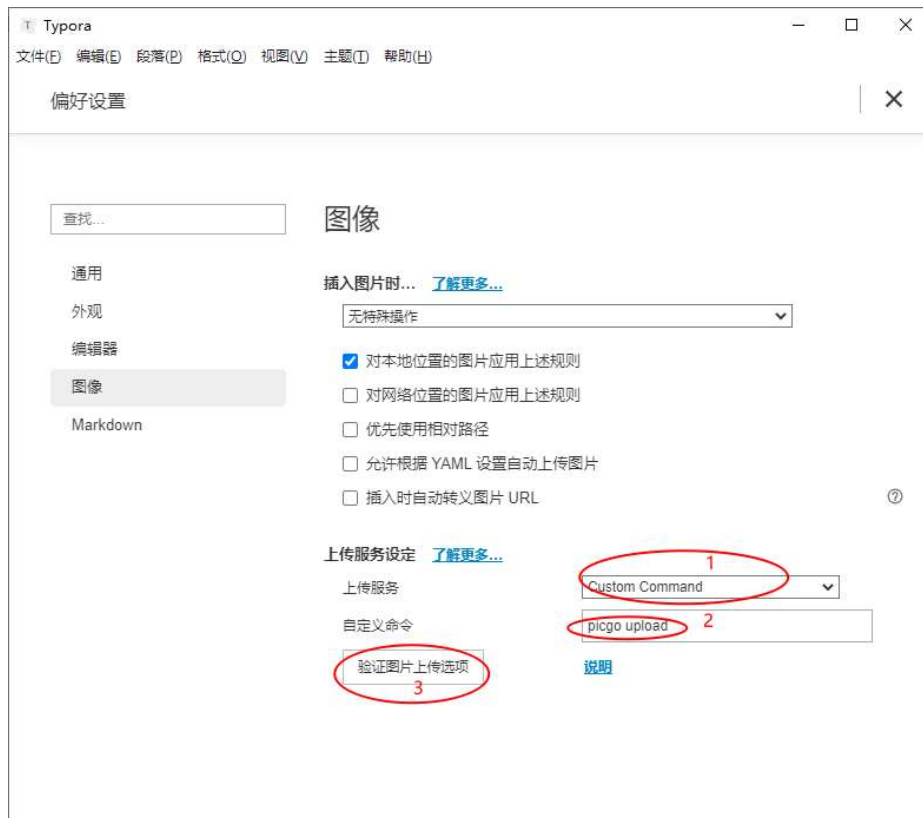 T Typora
文件(F) 编辑(E) 段落(P) 格式(O) 视图(V) 主题(T) 帮助(H)
偏好设置
查找...
通用
外观
编辑器
图像
Markdown
图像
插入图片时... 了解更多...
无特殊操作
对本地位置的图片应用上述规则
对网络位置的图片应用上述规则
优先使用相对路径
允许根据 YAML 设置自动上传图片
插入时自动转义图片 URL
?
上传服务设定 了解更多...
1
上传服务 Custom Command
自定义命令 picgo upload 2
验证图片上传选项 说明
3